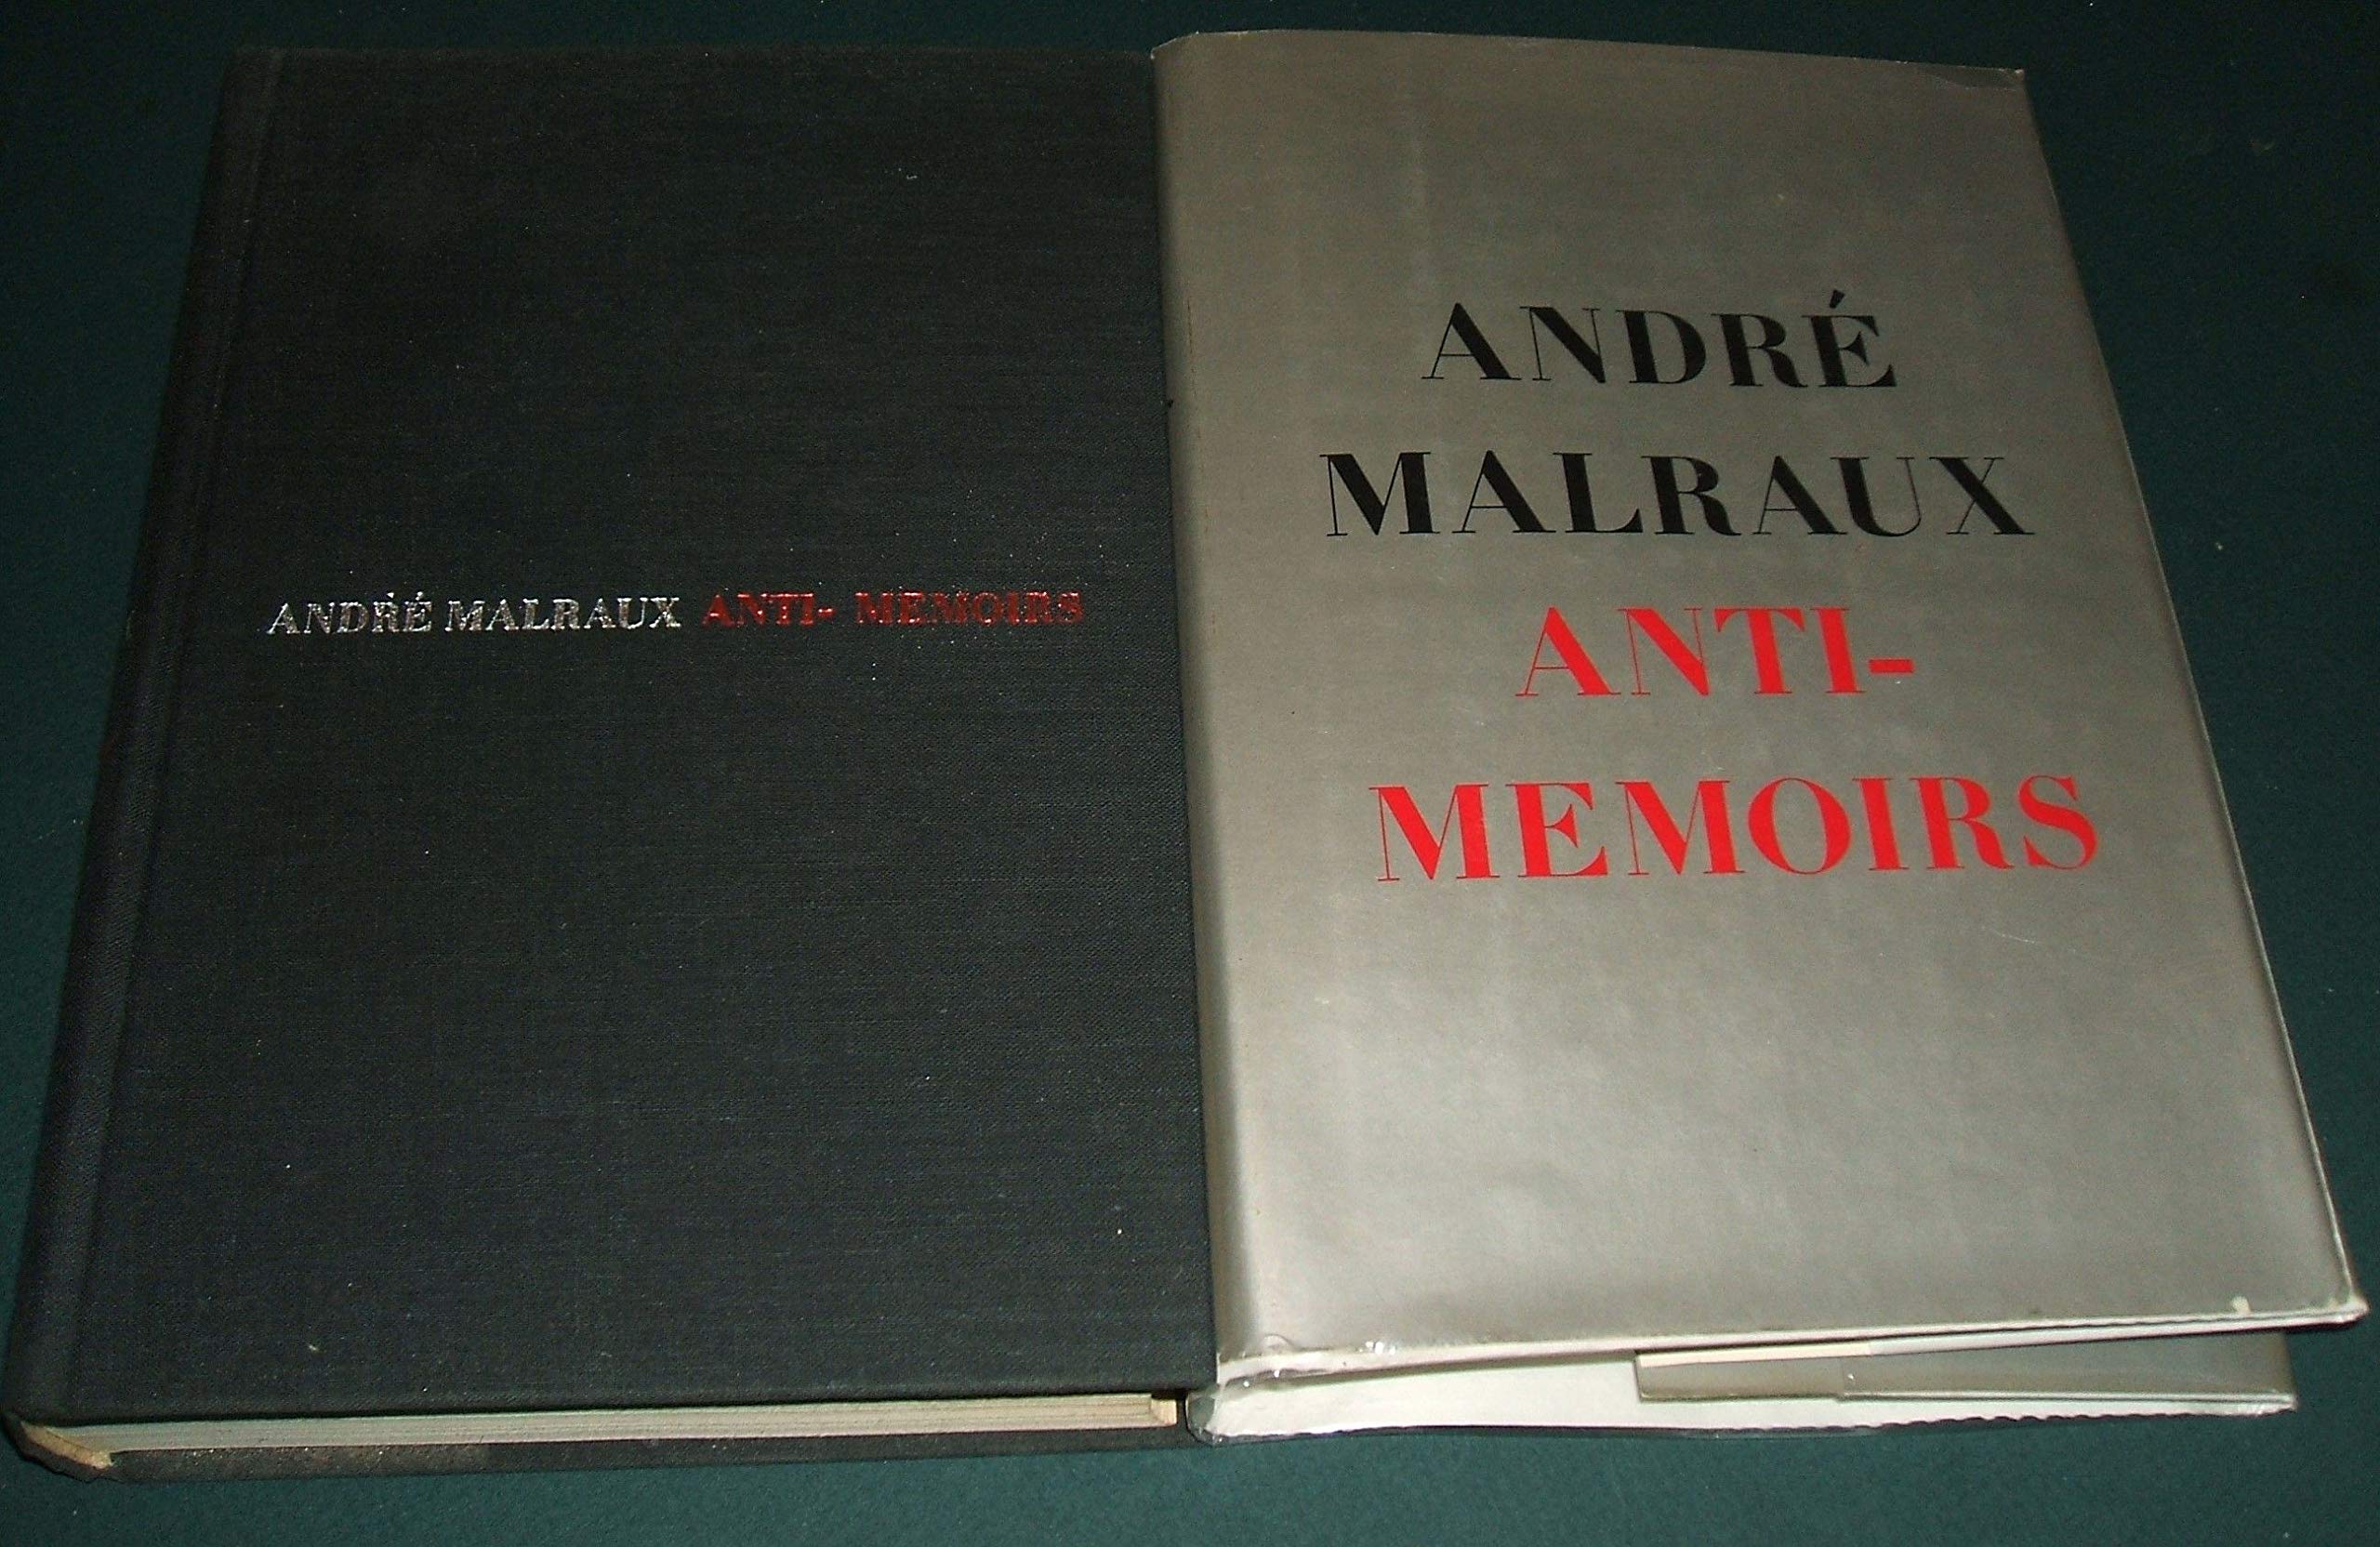 ANDRÉ MALRAUX ANTI- MEMOIRS
ANDRÉ
MALRAUX
ANTI-
MEMOIRS